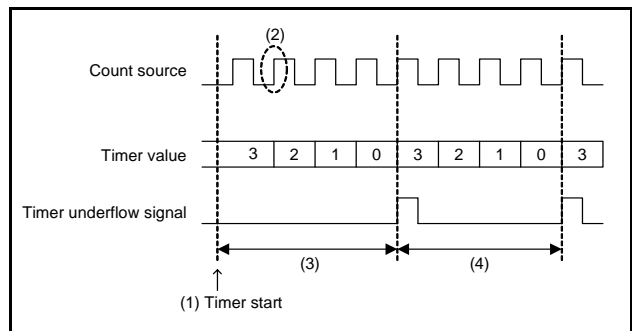 (2)
Count source
Timer value 3 2 1 0 3 2 1 0 3
Timer underflow signal
(3) (4)
(1) Timer start